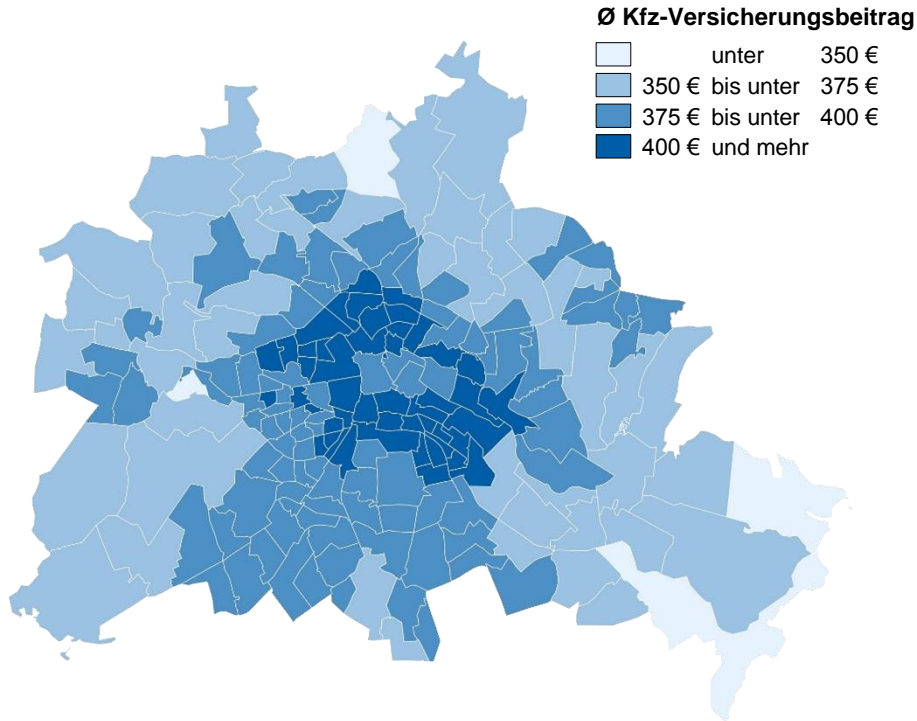 Ø Kfz-Versicherungsbeitrag
unter 350 €
350 € bis unter 375 €
375 € bis unter 400 €
400 € und mehr